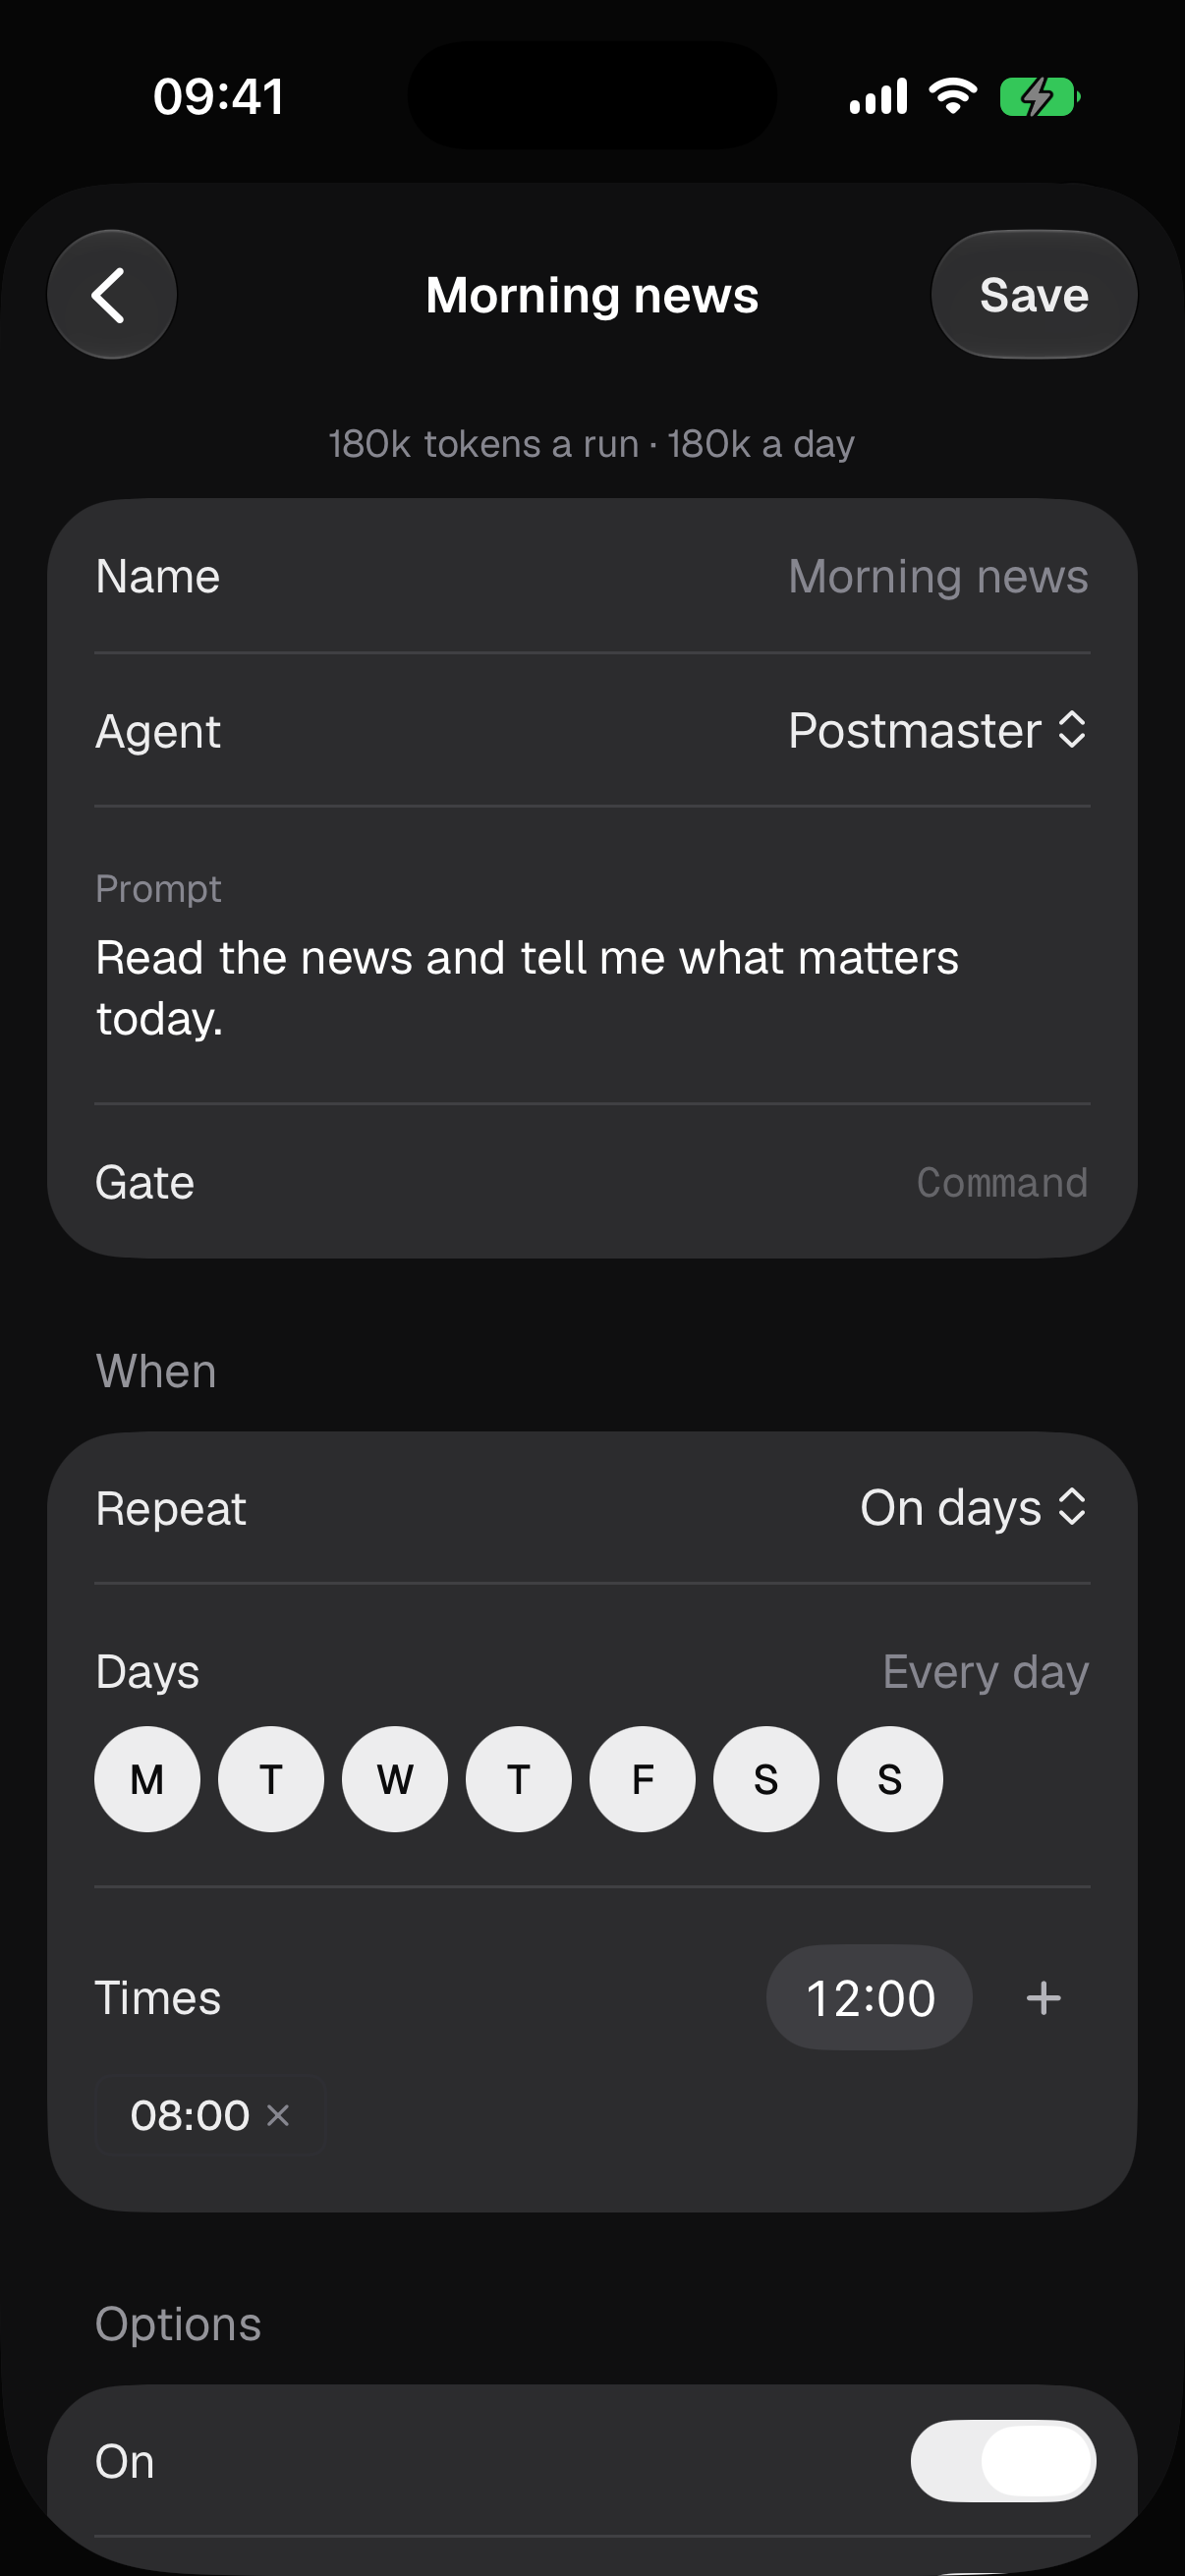 09:41
Morning news
Save
180k tokens a run · 180k a day
Name
Morning news
Agent
Postmaster
Prompt
Read the news and tell me what matters
today.
Gate
Command
When
Repeat
On days
Days
Every day
M T W T F S S
Times
12:00
08:00
Options
On